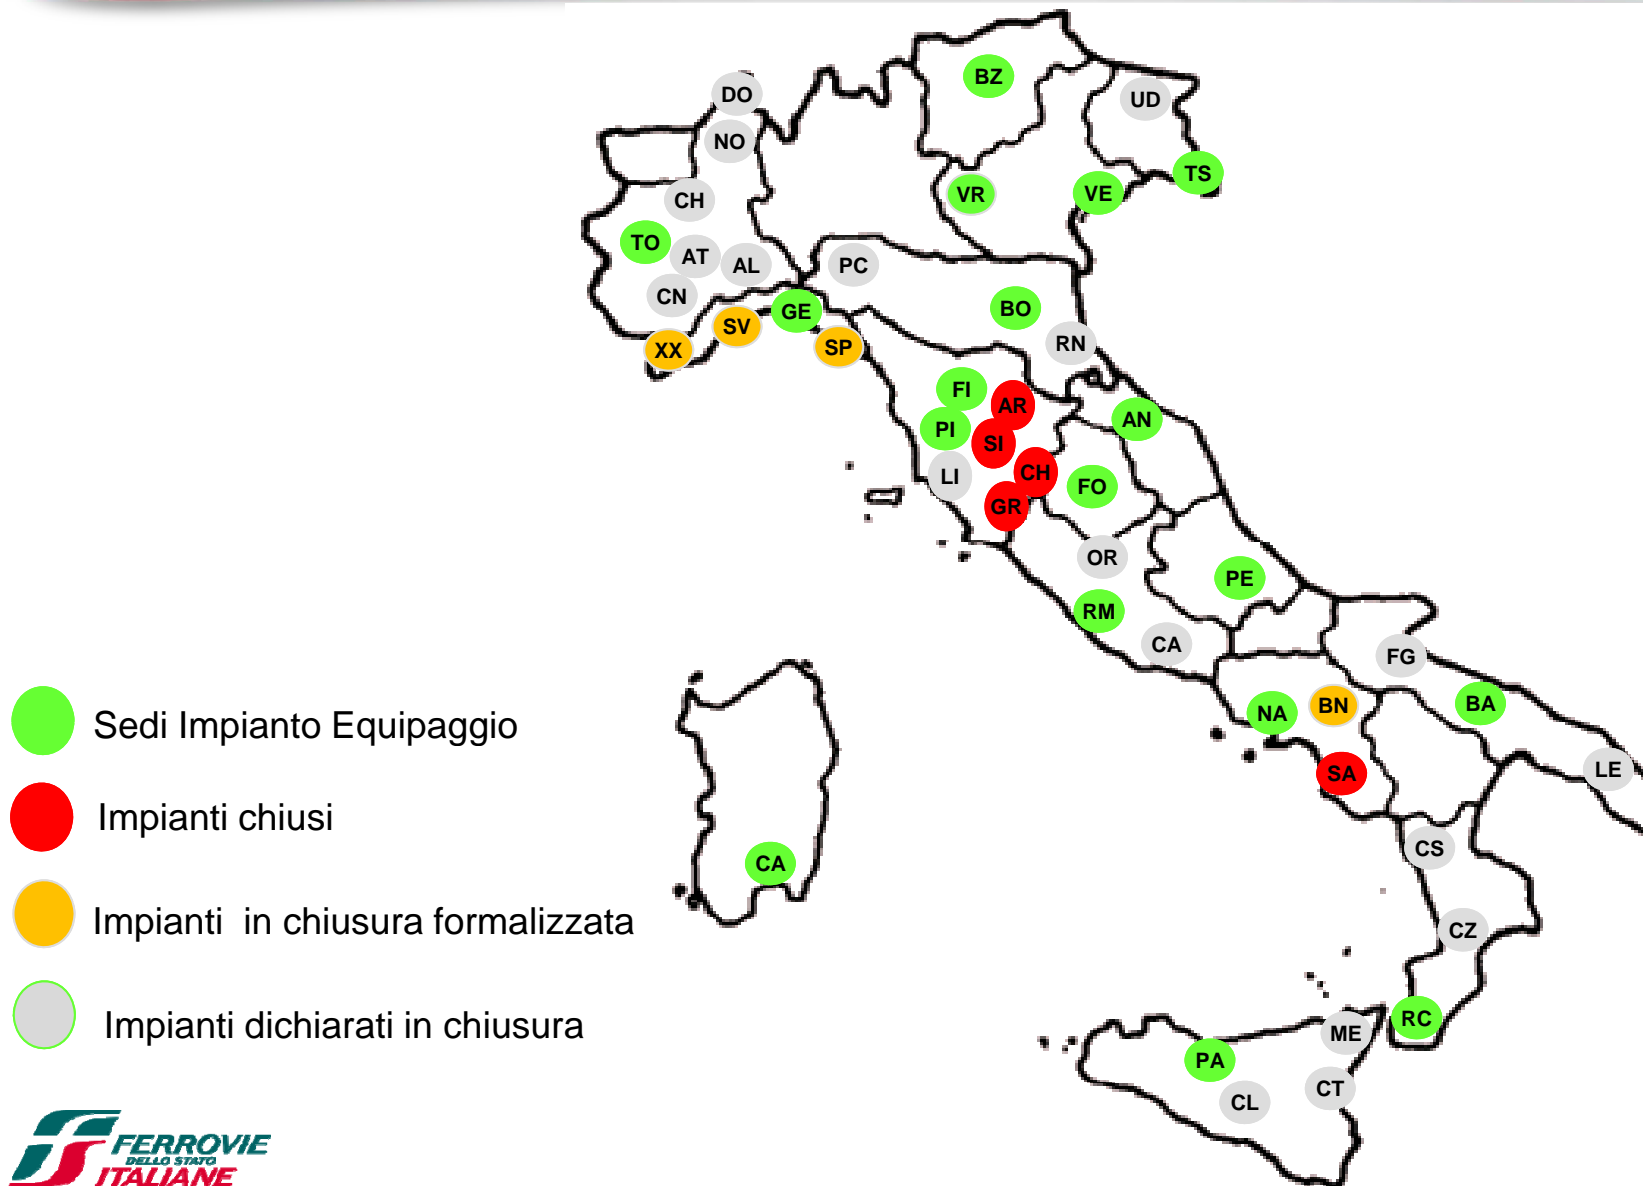 BZ
DO
UD
NO
TS
VR
VE
CH
TO
AT
AL
PC
CN
BO
GE
SV
RN
XX
SP
FI
AR
AN
PI
SI
CH
LI
FO
GR
OR
PE
RM
CA
FG
BA
NA
BN
Sedi Impianto Equipaggio
LE
SA
Impianti chiusi
CS
CA
Impianti  in chiusura formalizzata
CZ
RC
Impianti dichiarati in chiusura
ME
PA
CT
CL
FERROVIE
DELLO STATO
ITALIANE